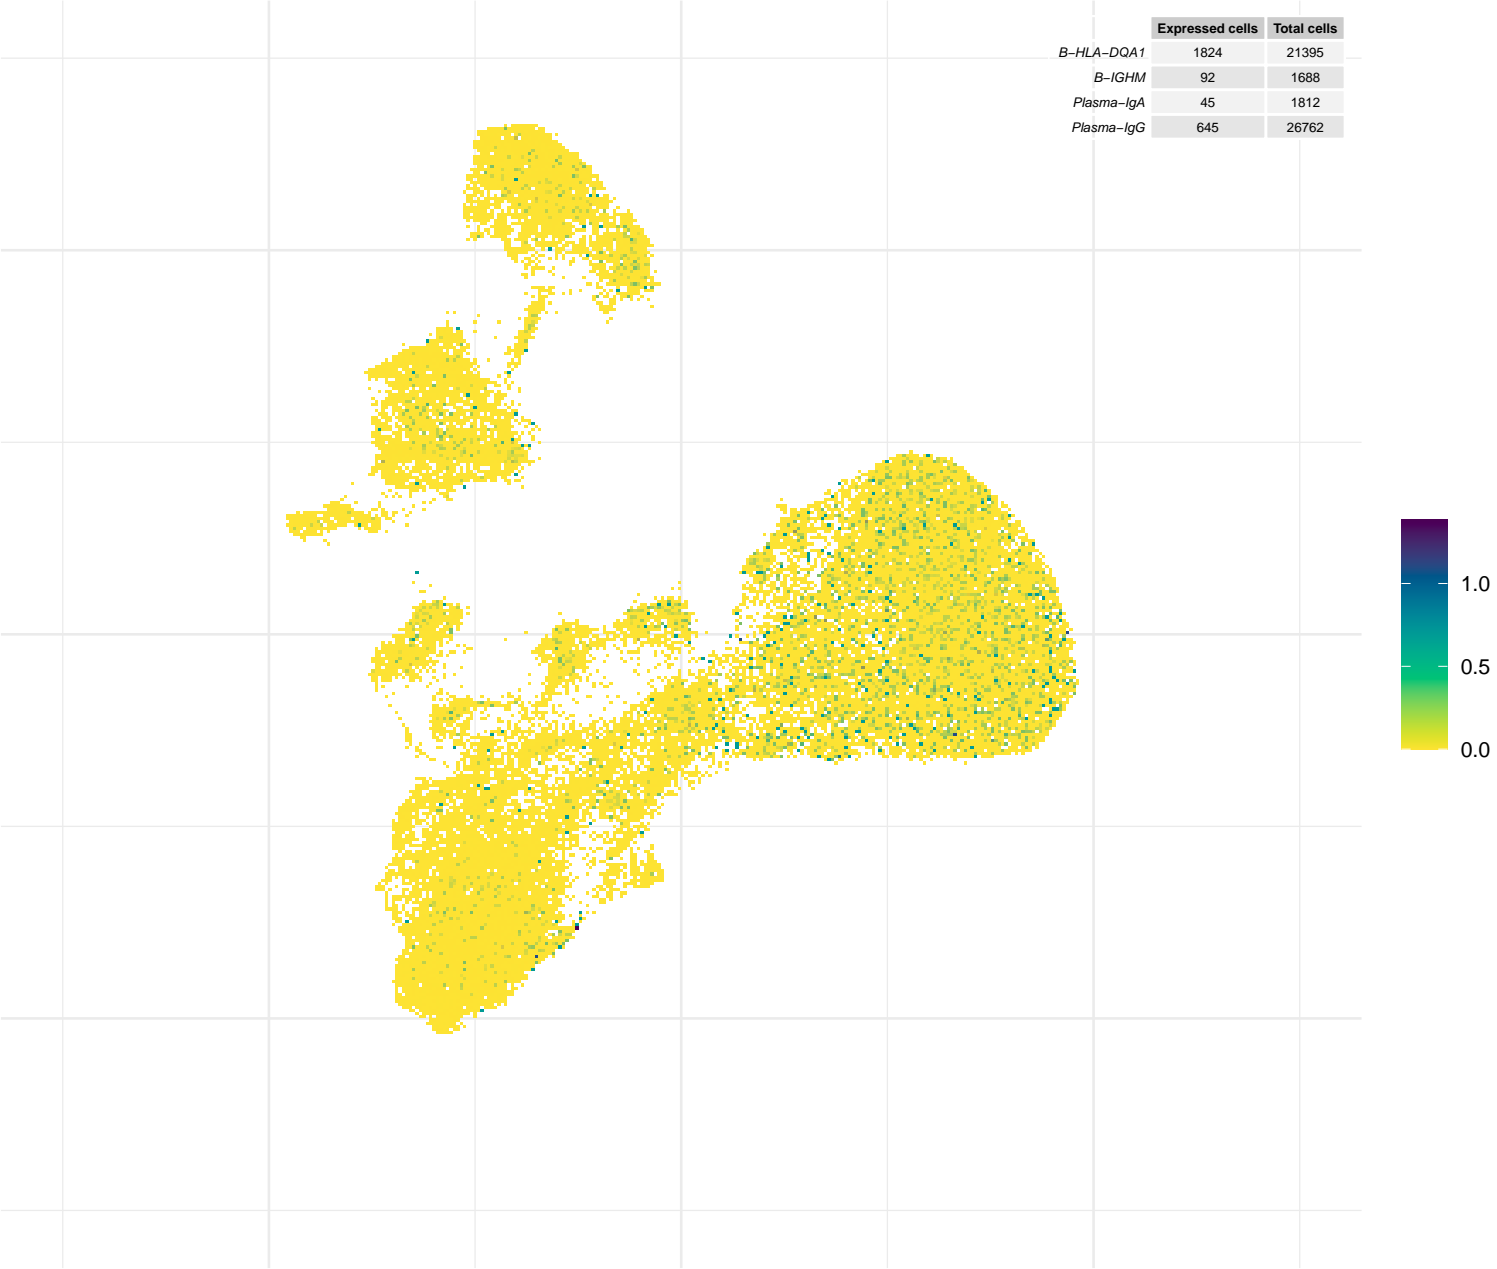 Expressed cells Total cells
B−HLA−DQA1 1824 21395
B−IGHM 92 1688
Plasma−IgA 45 1812
Plasma−IgG 645 26762
1.0
0.5
0.0